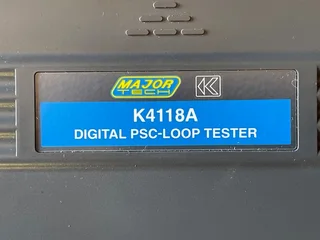 MAJOR
TECH
K4118A
DIGITAL PSC-LOOP TESTER